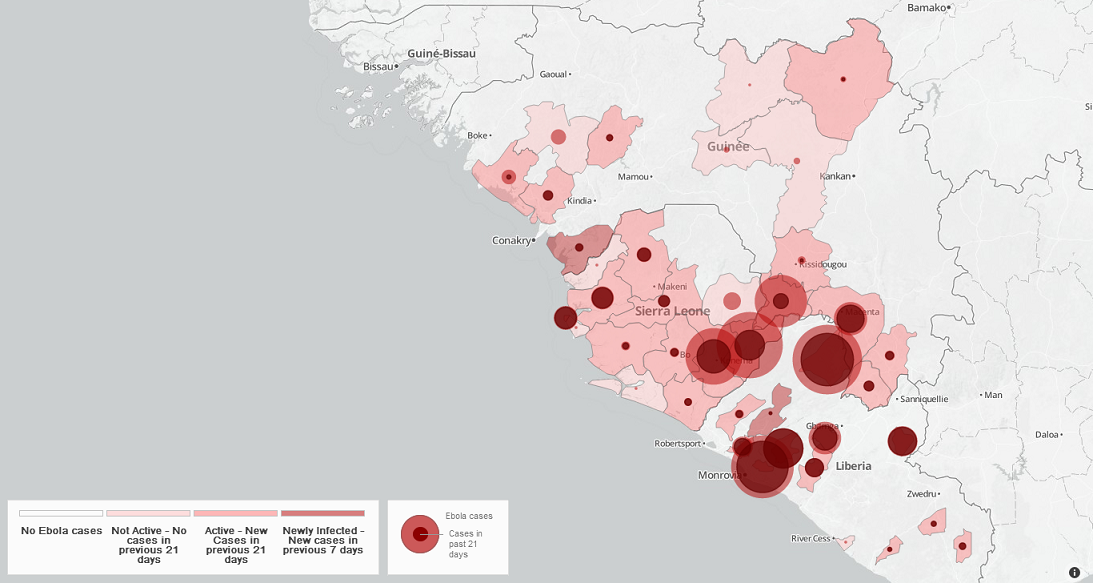 Bamako
Guiné-Bissau
Bissau
Gaoual
Si
Boke
Guinée
Mamou
Kankan
Kindia
Conakry
Kissidougou
Makeni
Sierra Leone
Bo
Sanniquellie
Man
Robertsport
Daloa
Liberia
Monrovia
Zwedru
River Cess
No Ebola cases
Not Active - No
cases in
previous 21
days
Active - New
Cases in
previous 21
days
Newly Infected -
New cases in
previous 7 days
Ebola cases
Cases in
past 21
days
i